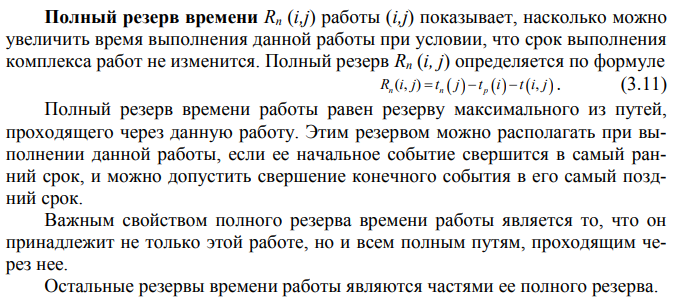 Полный резерв времени Rп (i,j) работы (i,j) показывает, насколько можно
увеличить время выполнения данной работы при условии, что срок выполнения
комплекса работ не изменится. Полный резерв Rп (i, j) определяется по формуле
Rп(i, j) = tп (j) − tр (i) − t(i, j). (3.11)
Полный резерв времени работы равен резерву максимального из путей,
проходящего через данную работу. Этим резервом можно располагать при вы-
полнении данной работы, если ее начальное событие свершится в самый ран-
ний срок, и можно допустить свершение конечного события в его самый позд-
ний срок.
Важным свойством полного резерва времени работы является то, что он
принадлежит не только этой работе, но и всем полным путям, проходящим че-
рез нее.
Остальные резервы времени работы являются частями ее полного резерва.